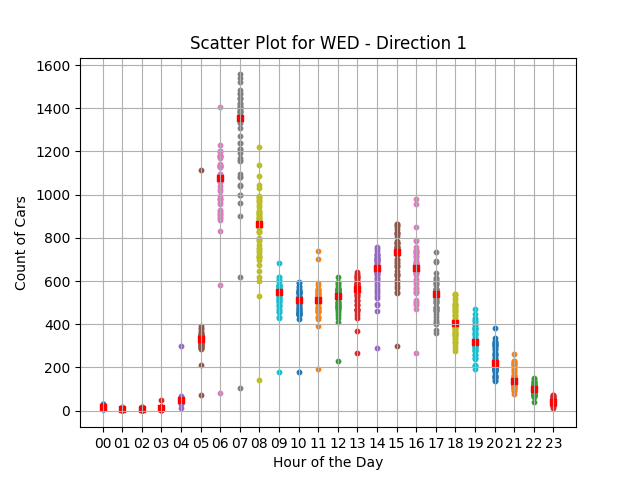 Scatter Plot for WED - Direction 1
1600
1400
1200
1000
800
600
400
200
0
Count of Cars
00 01 02 03 04 05 06 07 08 09 10 11 12 13 14 15 16 17 18 19 20 21 22 23
Hour of the Day